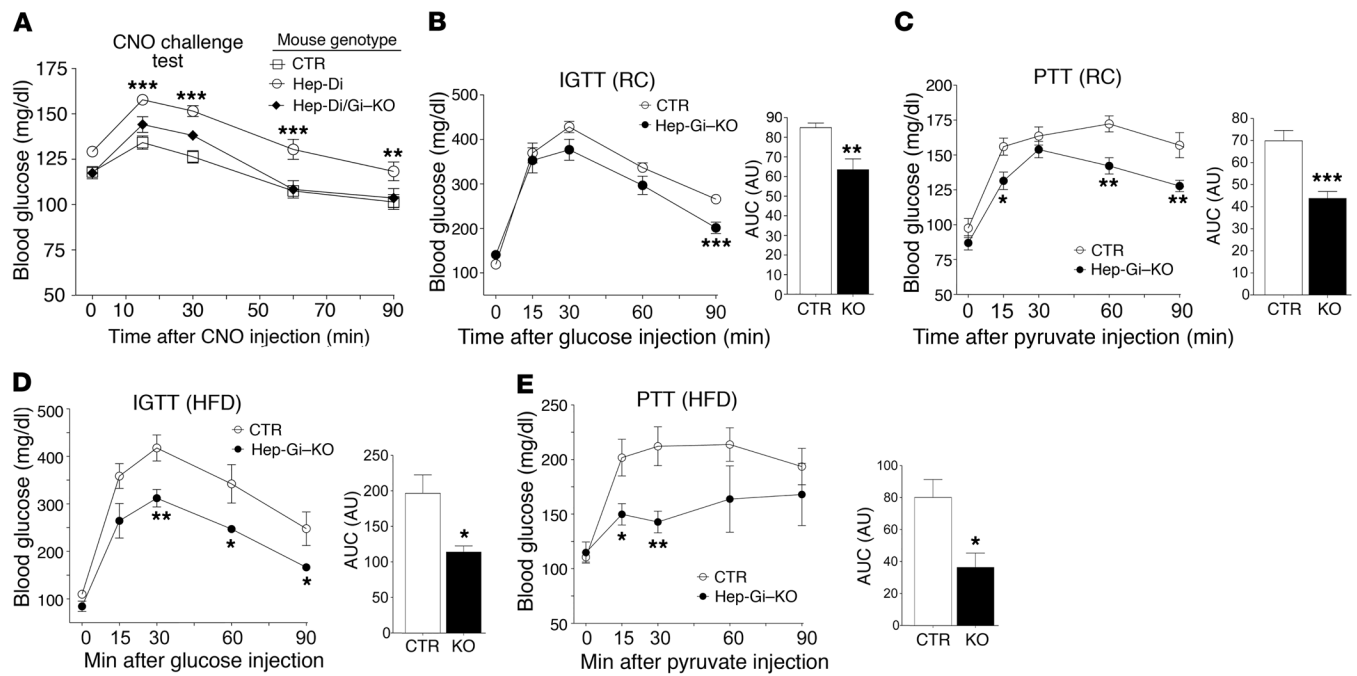 A
CNO challenge
test
Mouse genotype
CTR
Hep-Di
Hep-Di/Gi–KO
Blood glucose (mg/dl)
175
150
125
100
75
50
***
***
***
**
0 10 30 50 70 90
Time after CNO injection (min)
B
IGTT (RC)
CTR
Hep-Gi–KO
Blood glucose (mg/dl)
500
400
300
200
100
***
0 15 30 60 90
Time after glucose injection (min)
AUC (AU)
90
80
70
60
50
40
30
20
10
0
**
CTR KO
C
PTT (RC)
Blood glucose (mg/dl)
200
175
150
125
100
75
50
*
**
**
CTR
Hep-Gi–KO
0 15 30 60 90
Time after pyruvate injection (min)
AUC (AU)
80
70
60
50
40
30
20
10
0
***
CTR KO
D
IGTT (HFD)
CTR
Hep-Gi–KO
Blood glucose (mg/dl)
500
400
300
200
100
**
*
*
0 15 30 60 90
Min after glucose injection
AUC (AU)
250
200
150
100
50
0
*
CTR KO
E
PTT (HFD)
Blood glucose (mg/dl)
250
200
150
100
50
*
**
CTR
Hep-Gi–KO
0 15 30 60 90
Min after pyruvate injection
AUC (AU)
100
80
60
40
20
0
*
CTR KO